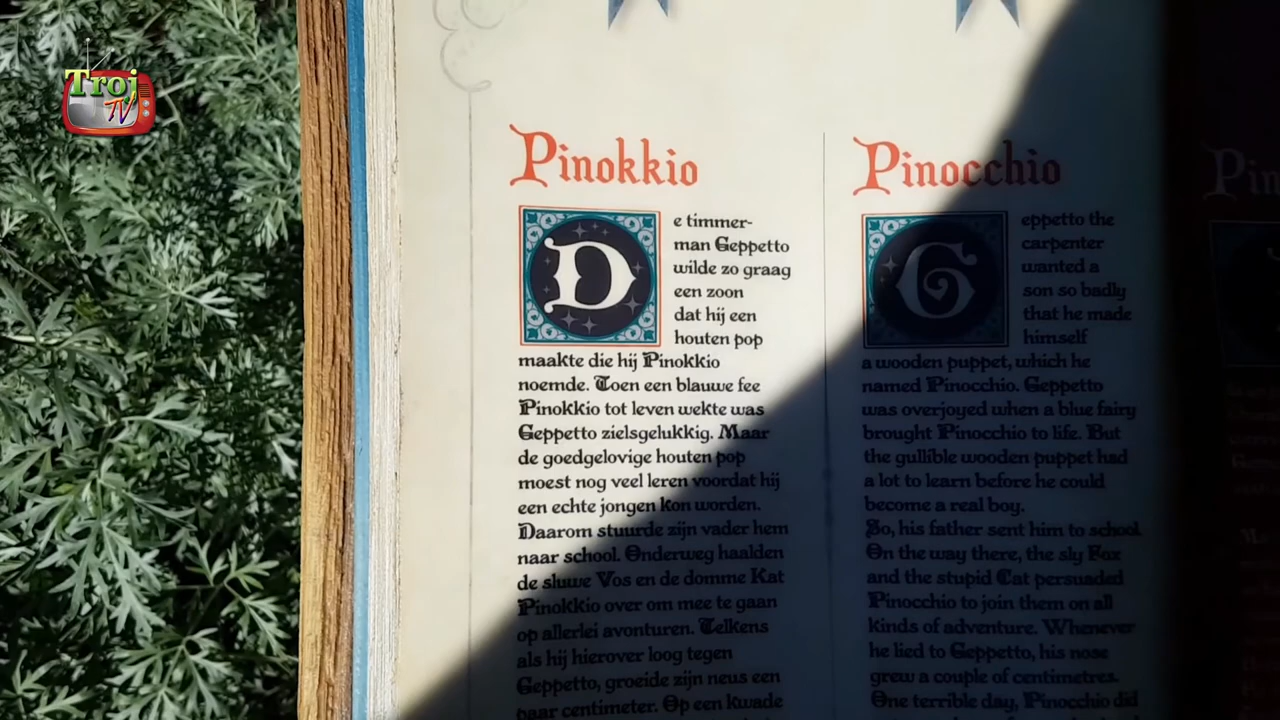 Troj
TV
Pinokkio
De timmer-
man Geppetto
wilde zo graag
een zoon
dat hij een
houten pop
maakte die hij Pinokkio
noemde. Toen een blauwe fee
Pinokkio tot leven wekte was
Geppetto zielsgelukkig. Maar
de goedgelovige houten pop
moest nog veel leren voordat hij
een echte jongen kon worden.
Daarom stuurde zijn vader hem
naar school. Onderweg haalden
de sluwe Vos en de domme Kat
Pinokkio over om mee te gaan
op allerlei avonturen. Telkens
als hij hierover loog tegen
Geppetto, groeide zijn neus een
paar centimeter. Op een kwade
Pinocchio
Geppetto the
carpenter
wanted a
son so badly
that he made
himself
a wooden puppet, which he
named Pinocchio. Geppetto
was overjoyed when a blue fairy
brought Pinocchio to life. But
the gullible wooden puppet had
a lot to learn before he could
become a real boy.
So, his father sent him to school.
On the way there, the sly Fox
and the stupid Cat persuaded
Pinocchio to join them on all
kinds of adventure. Whenever
he lied to Geppetto, his nose
grew a couple of centimetres.
One terrible day, Pinocchio did